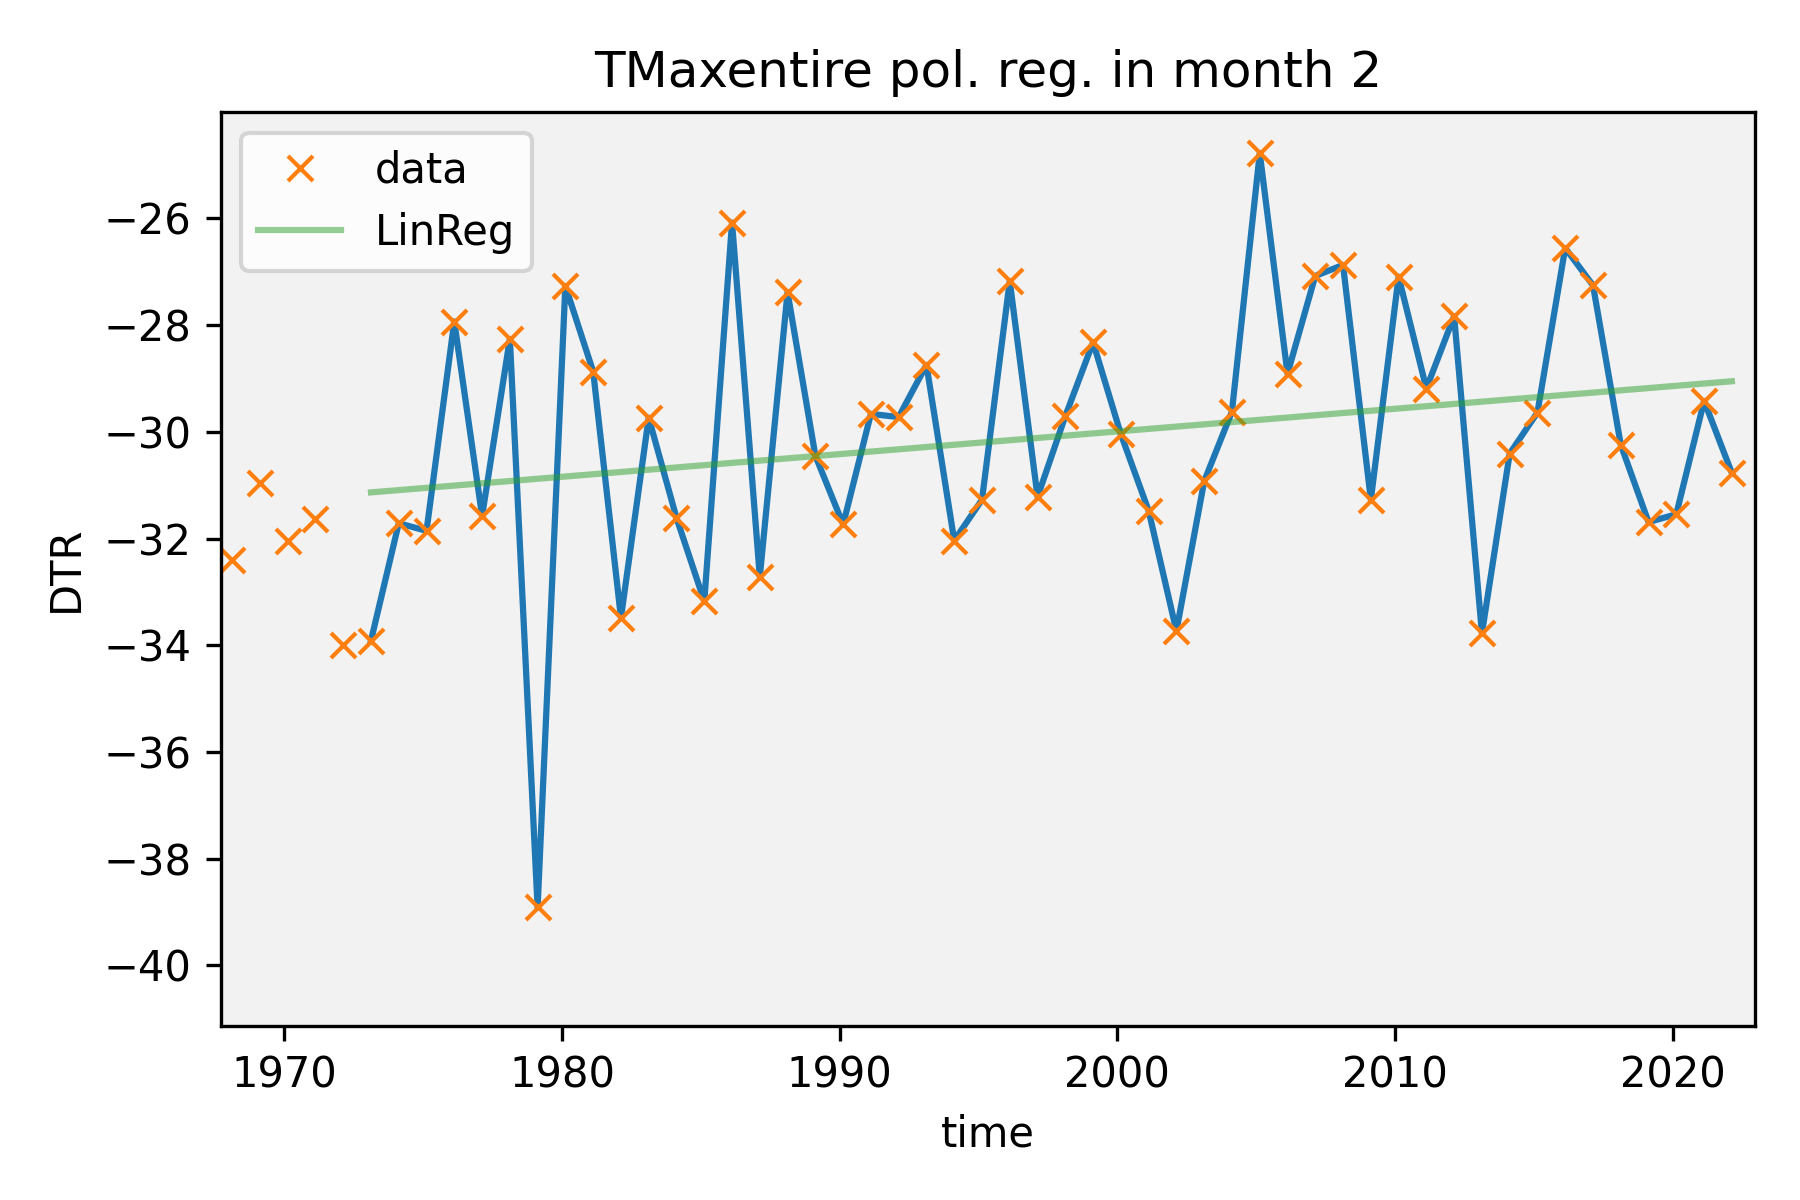 TMaxentire pol. reg. in month 2
data
LinReg
−26
−28
−30
−32
−34
−36
−38
−40
DTR
1970 1980 1990 2000 2010 2020
time